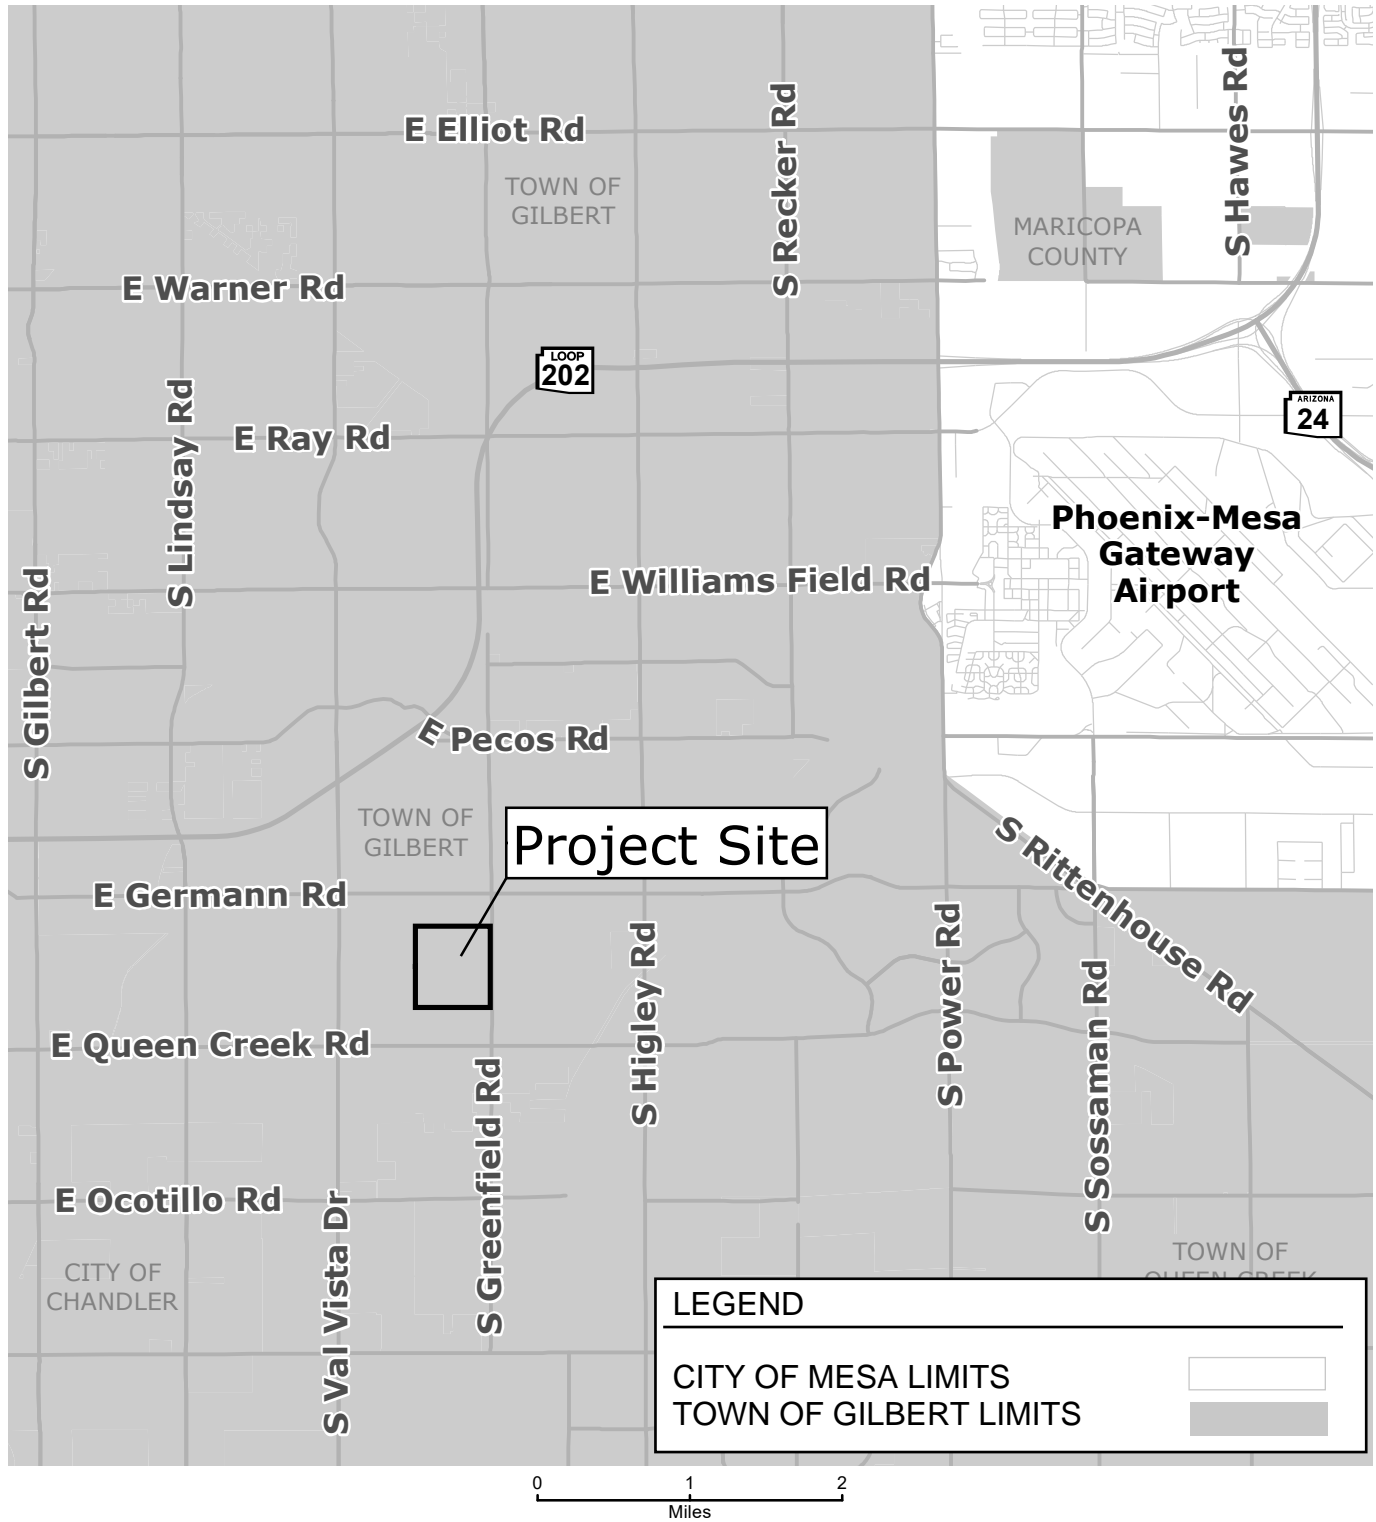 E Elliot Rd
S Recker Rd
S Hawes Rd
TOWN OF
GILBERT
MARICOPA
COUNTY
E Warner Rd
LOOP
202
S Lindsay Rd
E Ray Rd
ARIZONA
24
Phoenix-Mesa
Gateway
Airport
E Williams Field Rd
S Gilbert Rd
E Pecos Rd
TOWN OF
GILBERT
Project Site
S Rittenhouse Rd
E Germann Rd
S Higley Rd
S Power Rd
S Sossaman Rd
E Queen Creek Rd
S Greenfield Rd
E Ocotillo Rd
S Val Vista Dr
CITY OF
CHANDLER
TOWN OF
QUEEN CREEK
LEGEND
CITY OF MESA LIMITS
TOWN OF GILBERT LIMITS
0 1 2
Miles